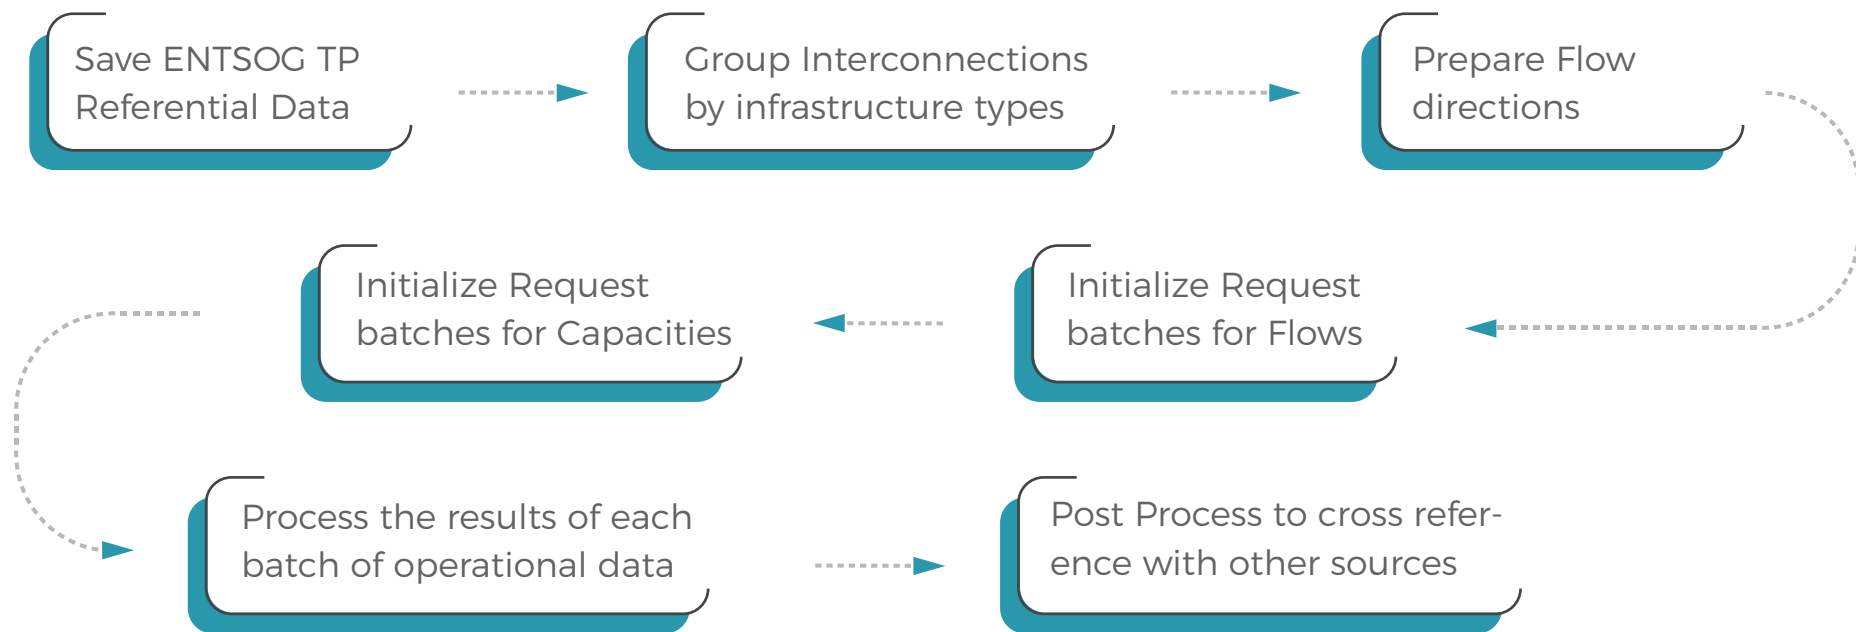 Save ENTSOG TP
Referential Data
Group Interconnections
by infrastructure types
Prepare Flow
directions
Initialize Request
batches for Flows
Initialize Request
batches for Capacities
Process the results of each
batch of operational data
Post Process to cross refer-
ence with other sources